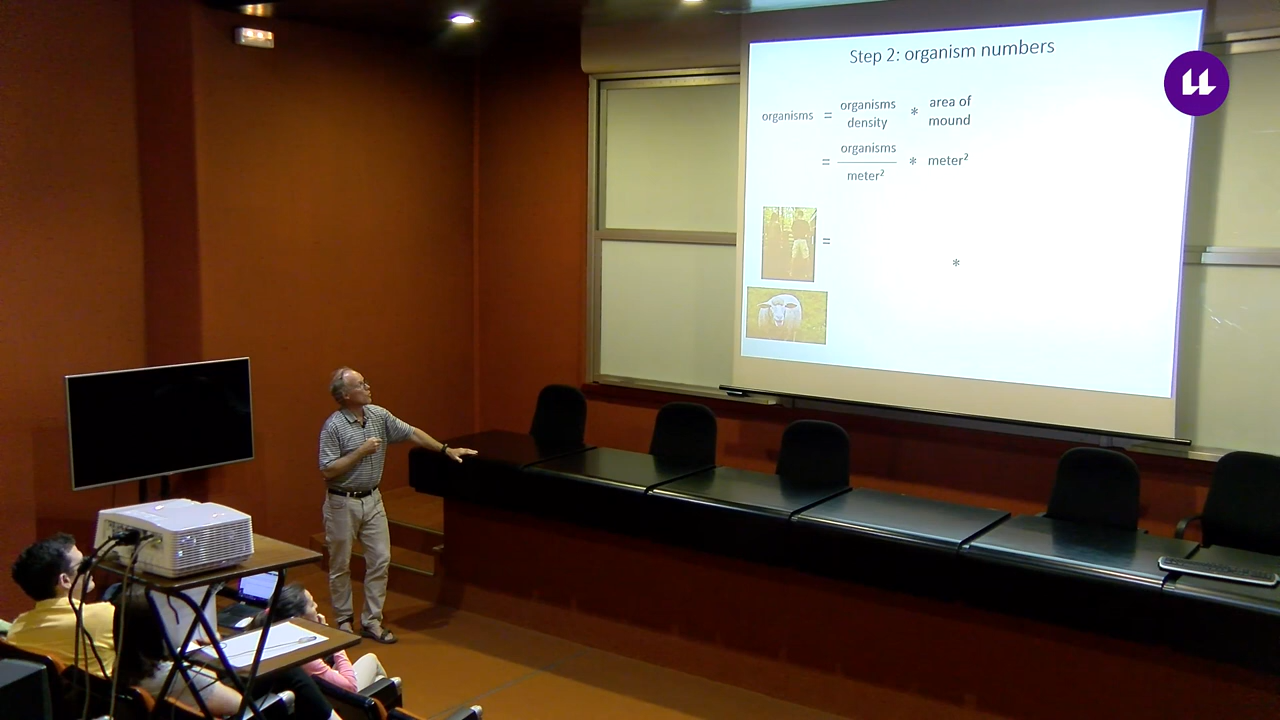 Step 2: organism numbers
organisms = organisms density * area of mound
= organisms / meter² * meter²
=
*